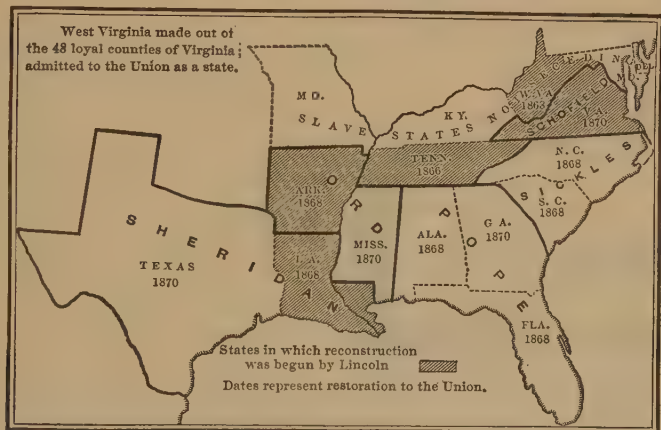 West Virginia made out of
the 48 loyal counties of Virginia
admitted to the Union as a state.
MO.
SLAVE STATES NOT SECEDING
KY.
W.VA.
1863
MD.
DEL.
SCHOFIELD
VA.
1870
TENN.
1866
N.C.
1868
SICKLES
S.C.
1868
ARK.
1868
ORD
MISS.
1870
POPE
ALA.
1868
GA.
1870
SHERIDAN
TEXAS
1870
LA.
1868
FLA.
1868
States in which reconstruction
was begun by Lincoln
Dates represent restoration to the Union.